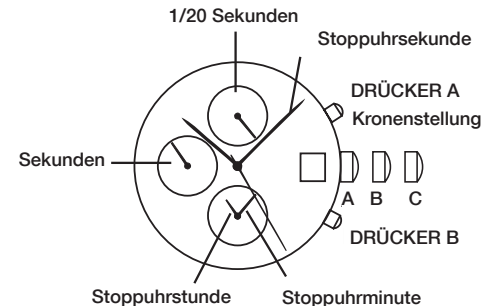 1/20 Sekunden
Stoppuhrsekunde
DRÜCKER A
Kronenstellung
Sekunden
A B C
DRÜCKER B
Stoppuhrstunde
Stoppuhrminute